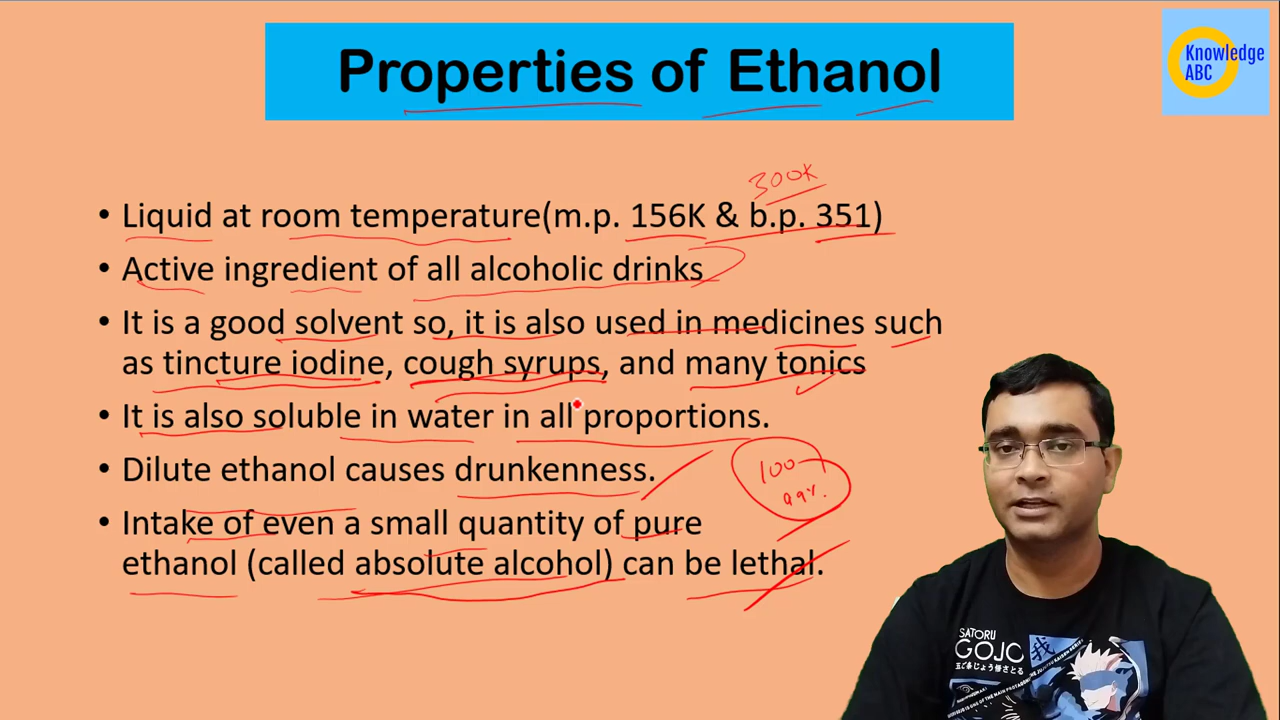 Properties of Ethanol
Knowledge
ABC
300K
• Liquid at room temperature(m.p. 156K & b.p. 351)
• Active ingredient of all alcoholic drinks
• It is a good solvent so, it is also used in medicines such
as tincture iodine, cough syrups, and many tonics
• It is also soluble in water in all proportions.
• Dilute ethanol causes drunkenness.
100
99%.
• Intake of even a small quantity of pure
ethanol (called absolute alcohol) can be lethal.
SATORU
GOJO
我